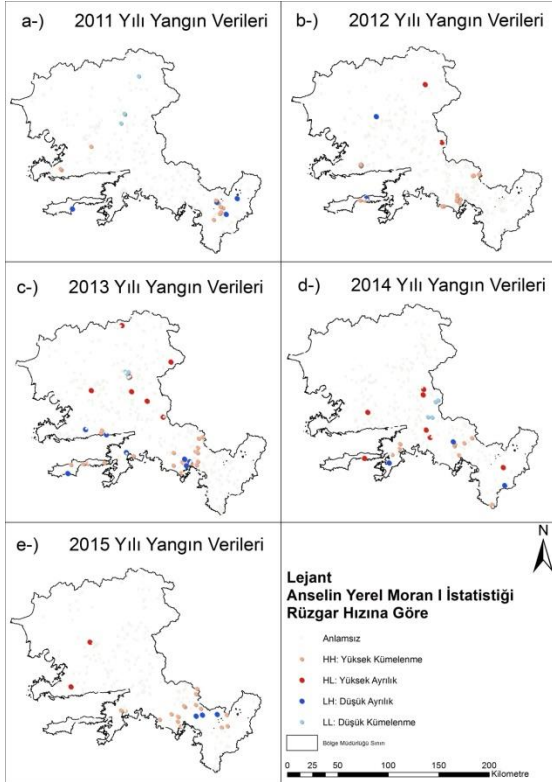 a-) 2011 Yılı Yangın Verileri
b-) 2012 Yılı Yangın Verileri
c-) 2013 Yılı Yangın Verileri
d-) 2014 Yılı Yangın Verileri
e-) 2015 Yılı Yangın Verileri
N
Lejant
Anselin Yerel Moran I İstatistiği
Rüzgar Hızına Göre
Anlamsız
HH: Yüksek Kümelenme
HL: Yüksek Ayrılık
LH: Düşük Ayrılık
LL: Düşük Kümelenme
Bölge Müdürlüğü Sınırı
0 50 100 150 200
Kilometre